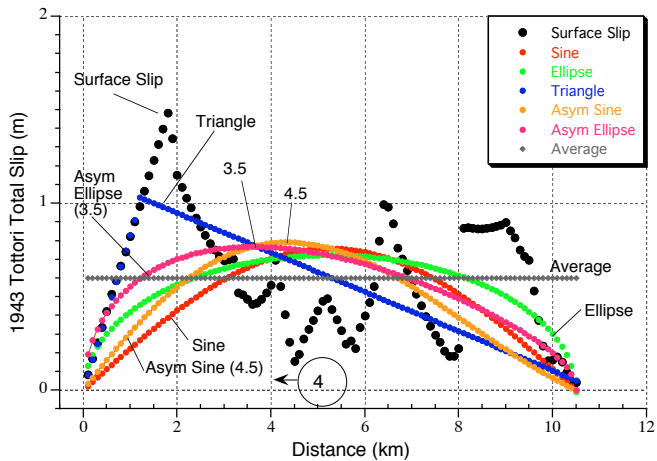 2
1
0
1943 Tottori Total Slip (m)
Surface Slip
Triangle
Asym
Ellipse
(3.5)
3.5
4.5
Surface Slip
Sine
Ellipse
Triangle
Asym Sine
Asym Ellipse
Average
Average
Ellipse
Sine
Asym Sine (4.5)
4
0 2 4 6 8 10 12
Distance (km)